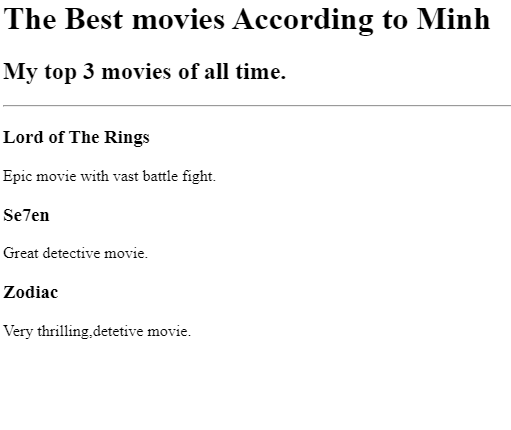 The Best movies According to Minh
My top 3 movies of all time.
Lord of The Rings
Epic movie with vast battle fight.
Se7en
Great detective movie.
Zodiac
Very thrilling,detetive movie.